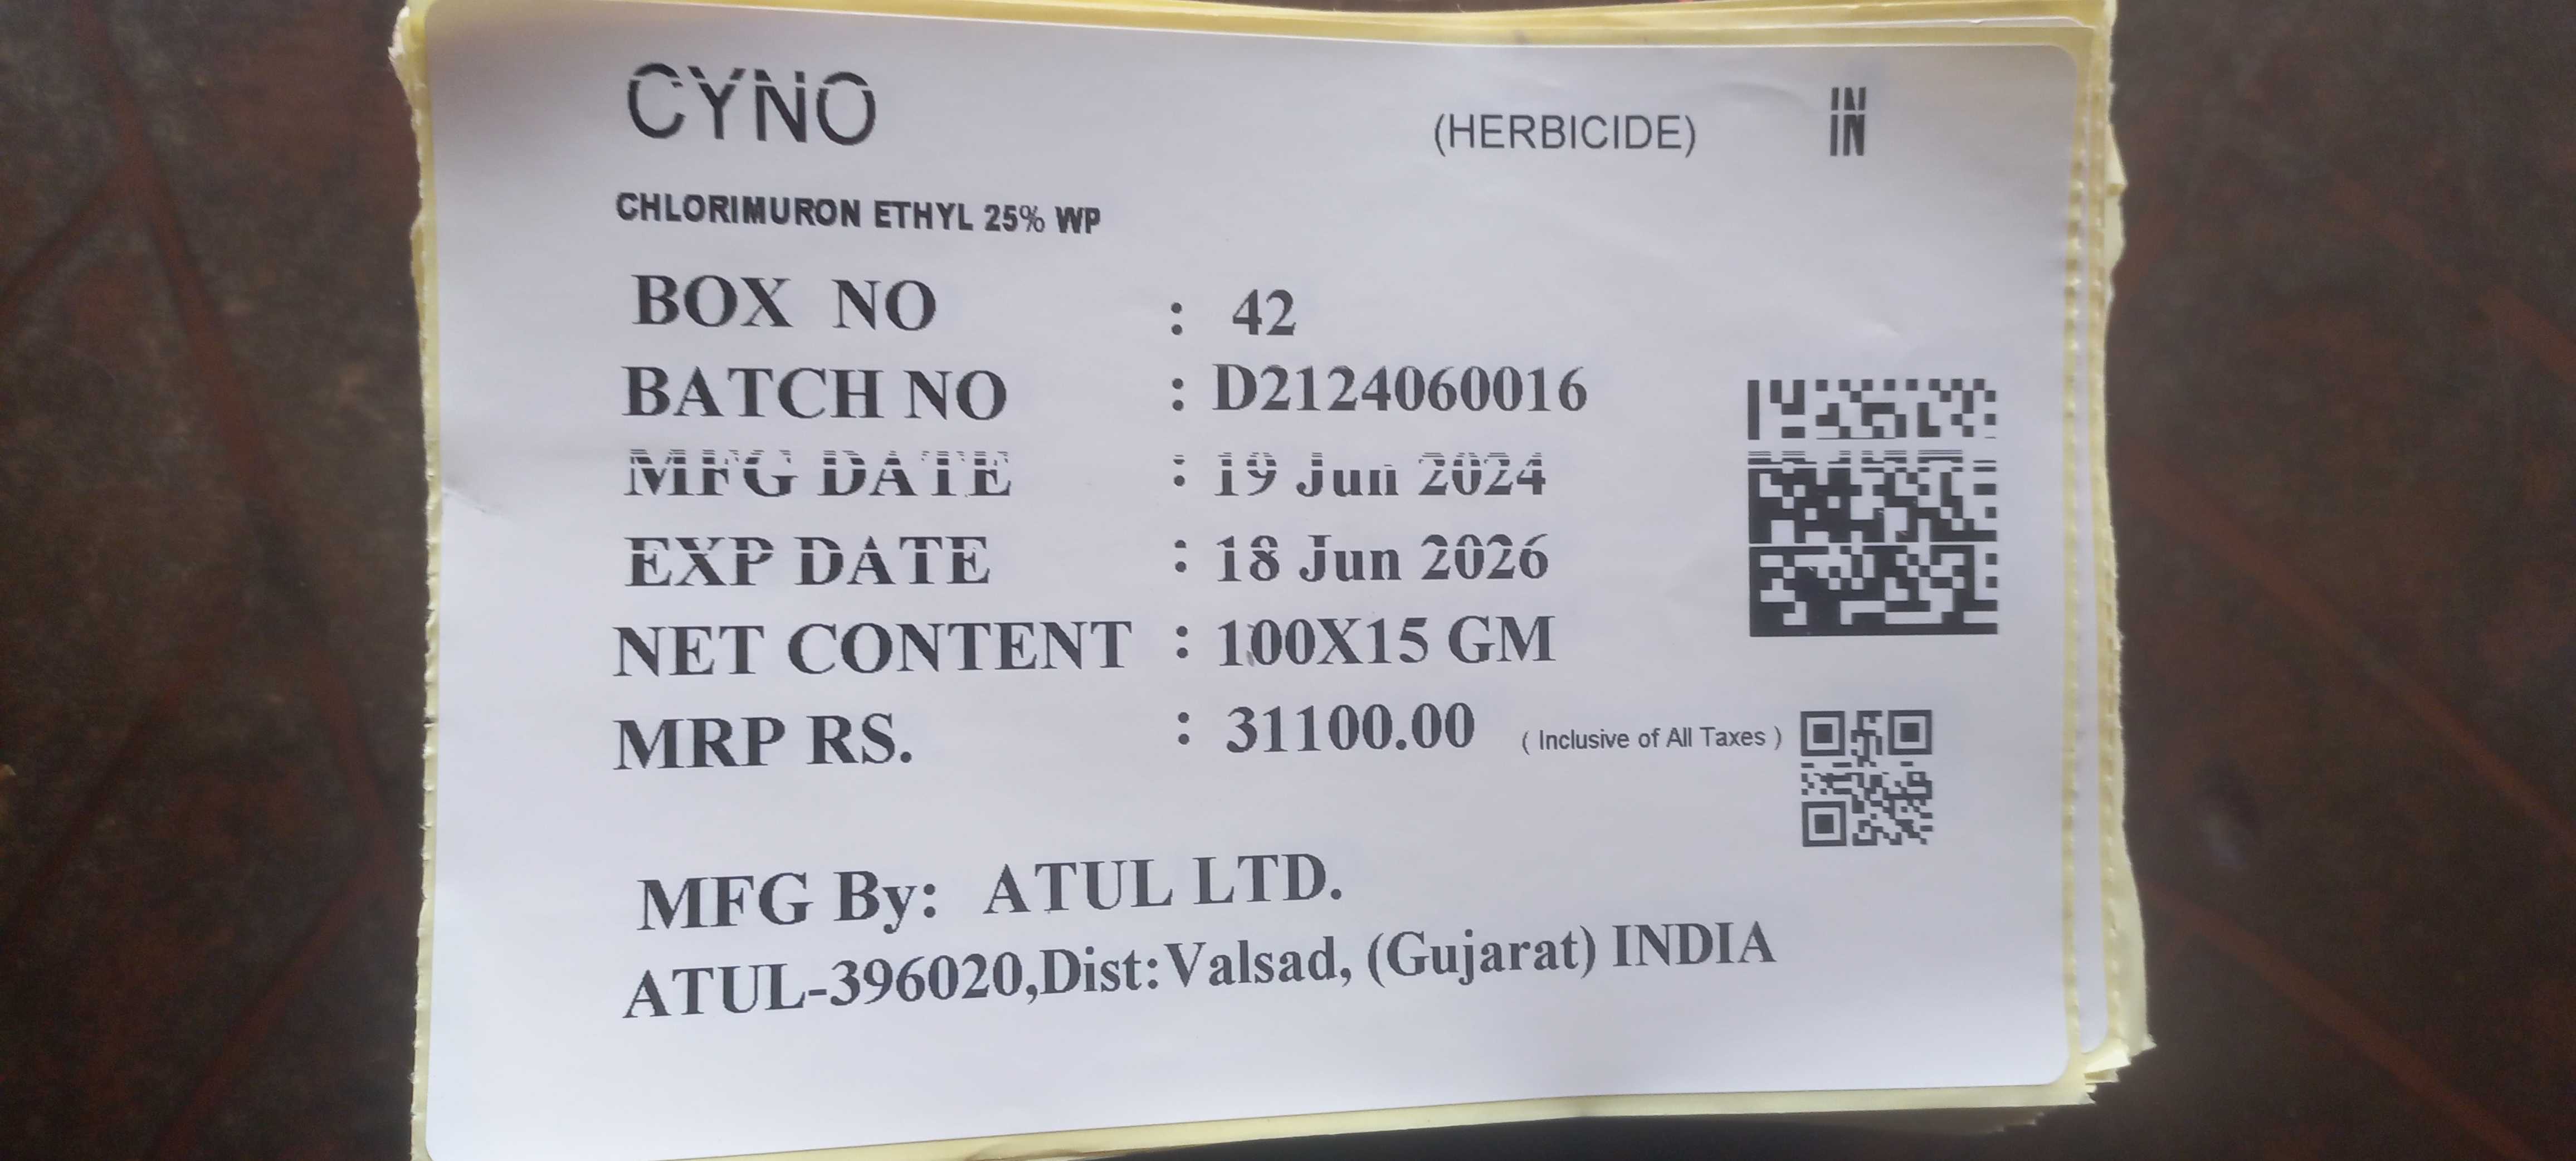 CYNO
(HERBICIDE)
IN
IN
CHLORIMURON ETHYL 25% WP
BOX NO : 42
BATCH NO : D2124060016
MFG DATE : 19 Jun 2024
EXP DATE : 18 Jun 2026
NET CONTENT : 100X15 GM
MRP RS. : 31100.00 ( Inclusive of All Taxes )
MFG By: ATUL LTD.
ATUL-396020,Dist:Valsad, (Gujarat) INDIA